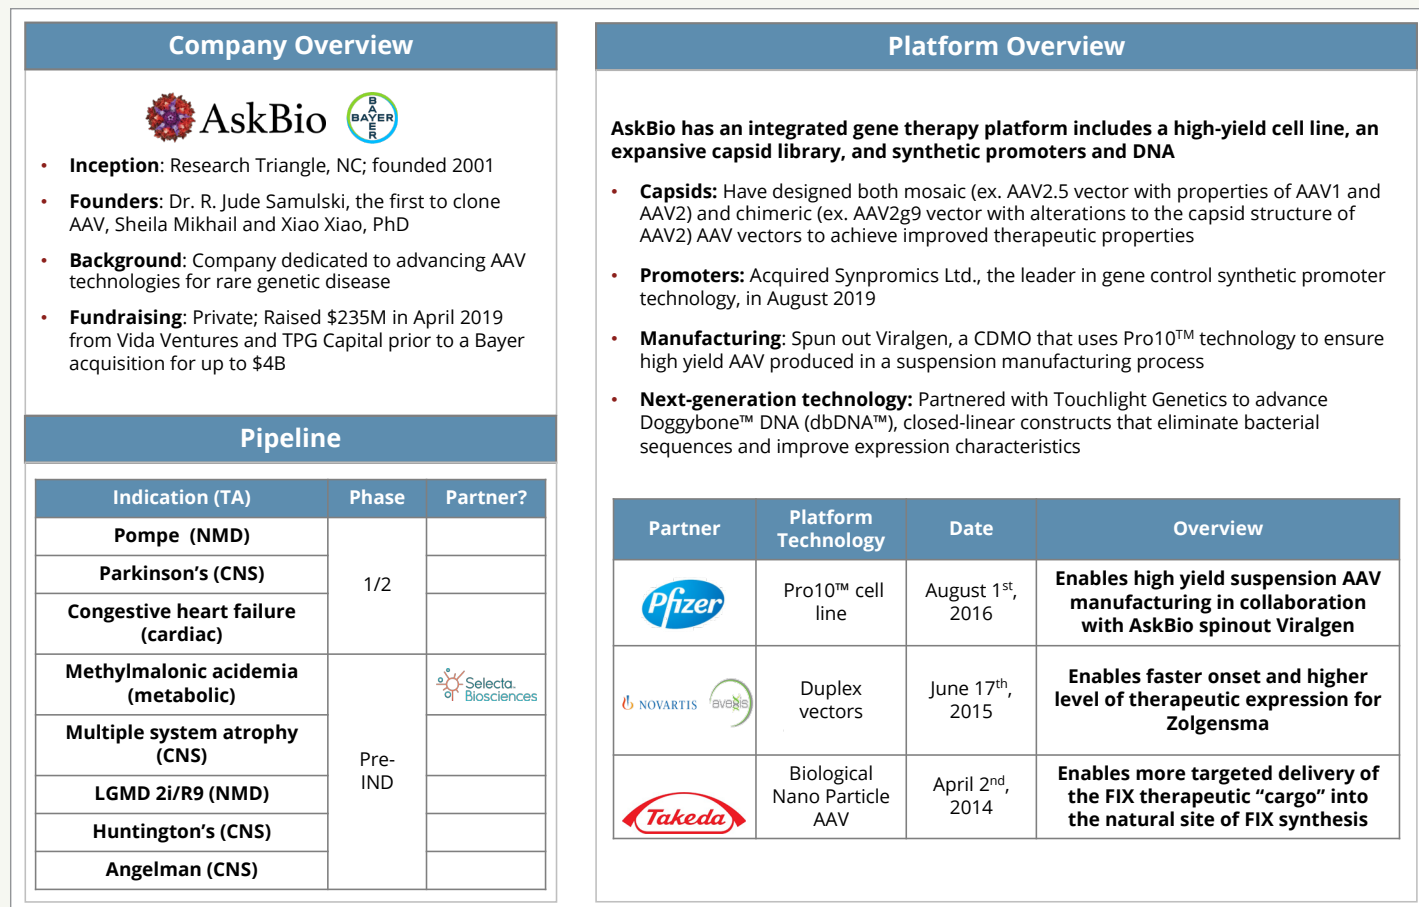 Company Overview
AskBio
BAYER
BAYER
• Inception: Research Triangle, NC; founded 2001
• Founders: Dr. R. Jude Samulski, the first to clone
AAV, Sheila Mikhail and Xiao Xiao, PhD
• Background: Company dedicated to advancing AAV
technologies for rare genetic disease
• Fundraising: Private; Raised $235M in April 2019
from Vida Ventures and TPG Capital prior to a Bayer
acquisition for up to $4B
Pipeline
Indication (TA) Phase Partner?
Pompe (NMD)
Parkinson’s (CNS)
1/2
Congestive heart failure
(cardiac)
Methylmalonic acidemia
(metabolic)
Selecta
Biosciences
Multiple system atrophy
(CNS)
Pre-
IND
LGMD 2i/R9 (NMD)
Huntington’s (CNS)
Angelman (CNS)
Platform Overview
AskBio has an integrated gene therapy platform includes a high-yield cell line, an
expansive capsid library, and synthetic promoters and DNA
• Capsids: Have designed both mosaic (ex. AAV2.5 vector with properties of AAV1 and
AAV2) and chimeric (ex. AAV2g9 vector with alterations to the capsid structure of
AAV2) AAV vectors to achieve improved therapeutic properties
• Promoters: Acquired Synpromics Ltd., the leader in gene control synthetic promoter
technology, in August 2019
• Manufacturing: Spun out Viralgen, a CDMO that uses Pro10TM technology to ensure
high yield AAV produced in a suspension manufacturing process
• Next-generation technology: Partnered with Touchlight Genetics to advance
Doggybone™ DNA (dbDNA™), closed-linear constructs that eliminate bacterial
sequences and improve expression characteristics
Partner Platform Technology Date Overview
Pfizer
Pro10™ cell
line
August 1st,
2016
Enables high yield suspension AAV
manufacturing in collaboration
with AskBio spinout Viralgen
NOVARTIS
avexis
Duplex
vectors
June 17th,
2015
Enables faster onset and higher
level of therapeutic expression for
Zolgensma
Takeda
Biological
Nano Particle
AAV
April 2nd,
2014
Enables more targeted delivery of
the FIX therapeutic “cargo” into
the natural site of FIX synthesis